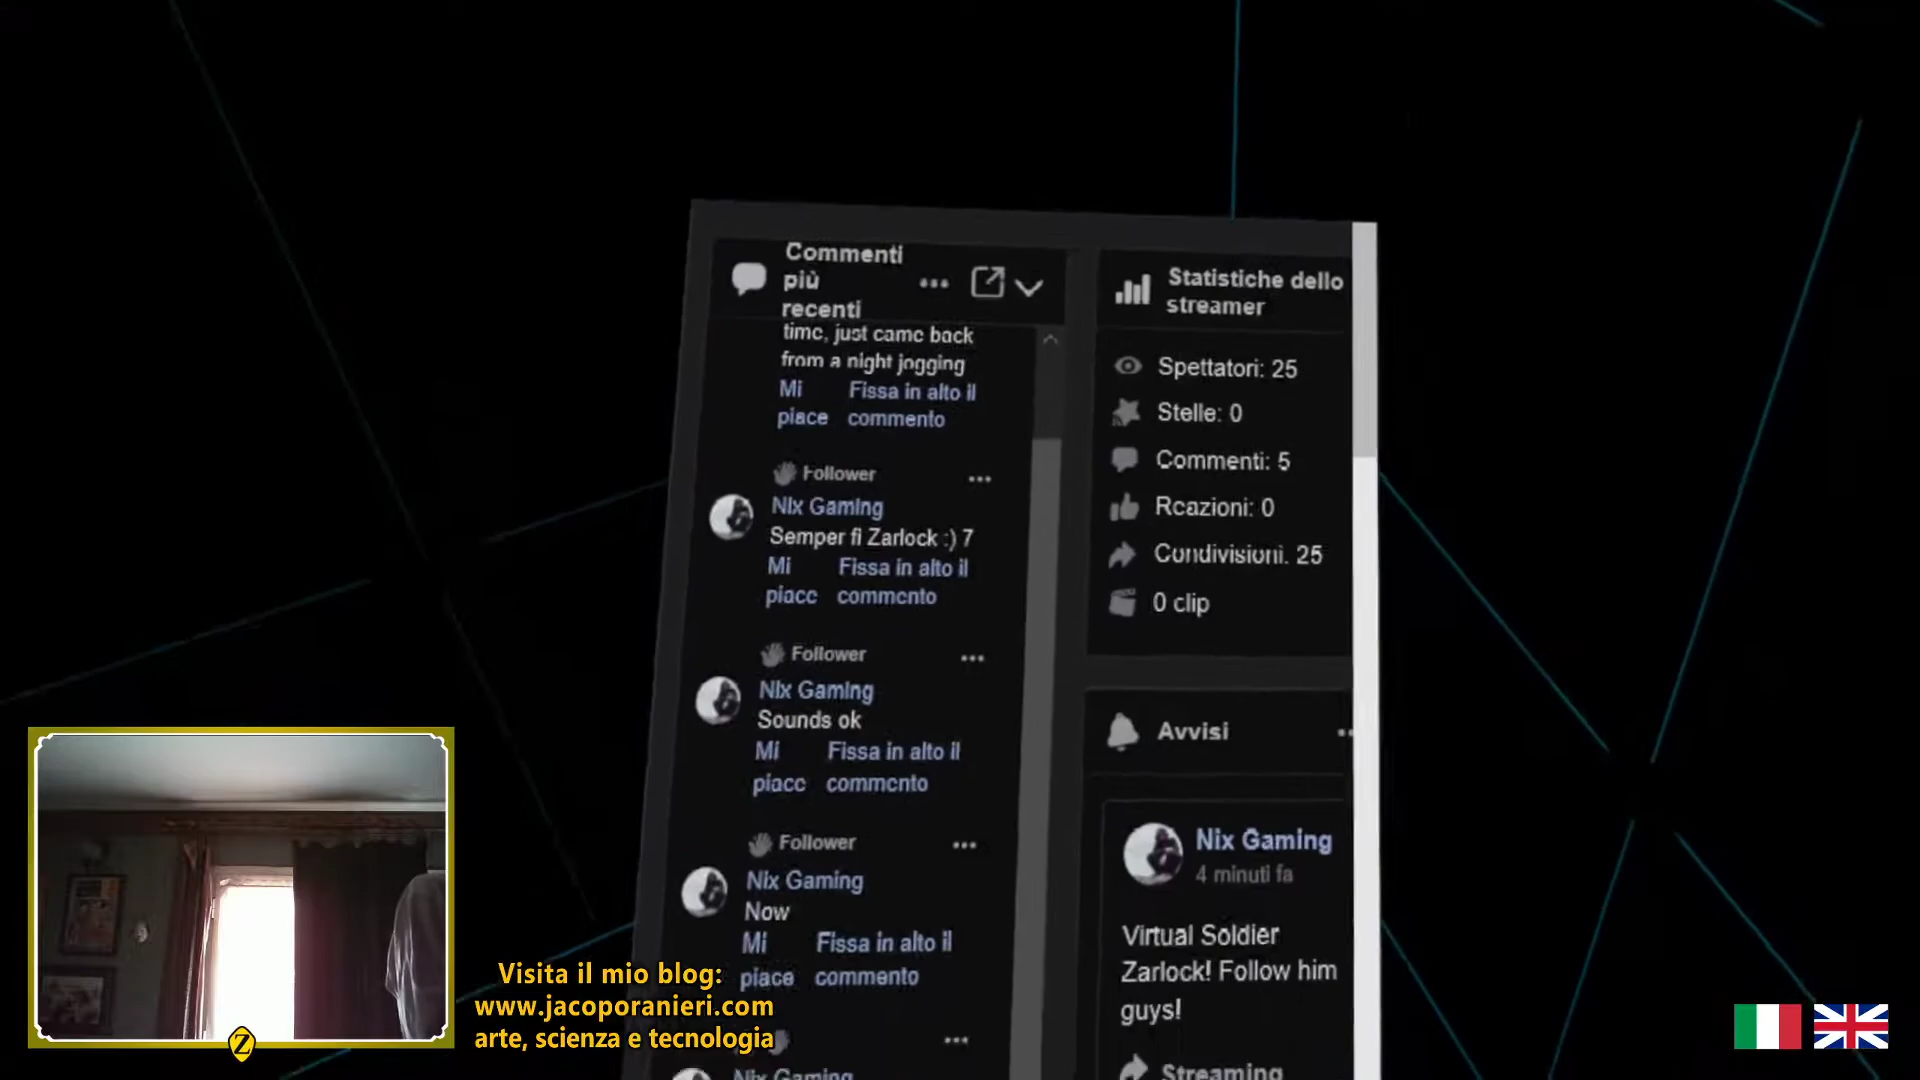 Commenti
più
recenti
time, just came back
from a night jogging
Mi piace
Fissa in alto il commento
Follower
Nix Gaming
Semper fi Zarlock :) 7
Mi piace
Fissa in alto il commento
Follower
Nix Gaming
Sounds ok
Mi piace
Fissa in alto il commento
Follower
Nix Gaming
Now
Mi piace
Fissa in alto il commento
Nix Gaming
Statistiche dello
streamer
Spettatori: 25
Stelle: 0
Commenti: 5
Reazioni: 0
Condivisioni: 25
0 clip
Avvisi
Nix Gaming
4 minuti fa
Virtual Soldier
Zarlock! Follow him
guys!
Streaming
Visita il mio blog:
www.jacoporanieri.com
arte, scienza e tecnologia
Z